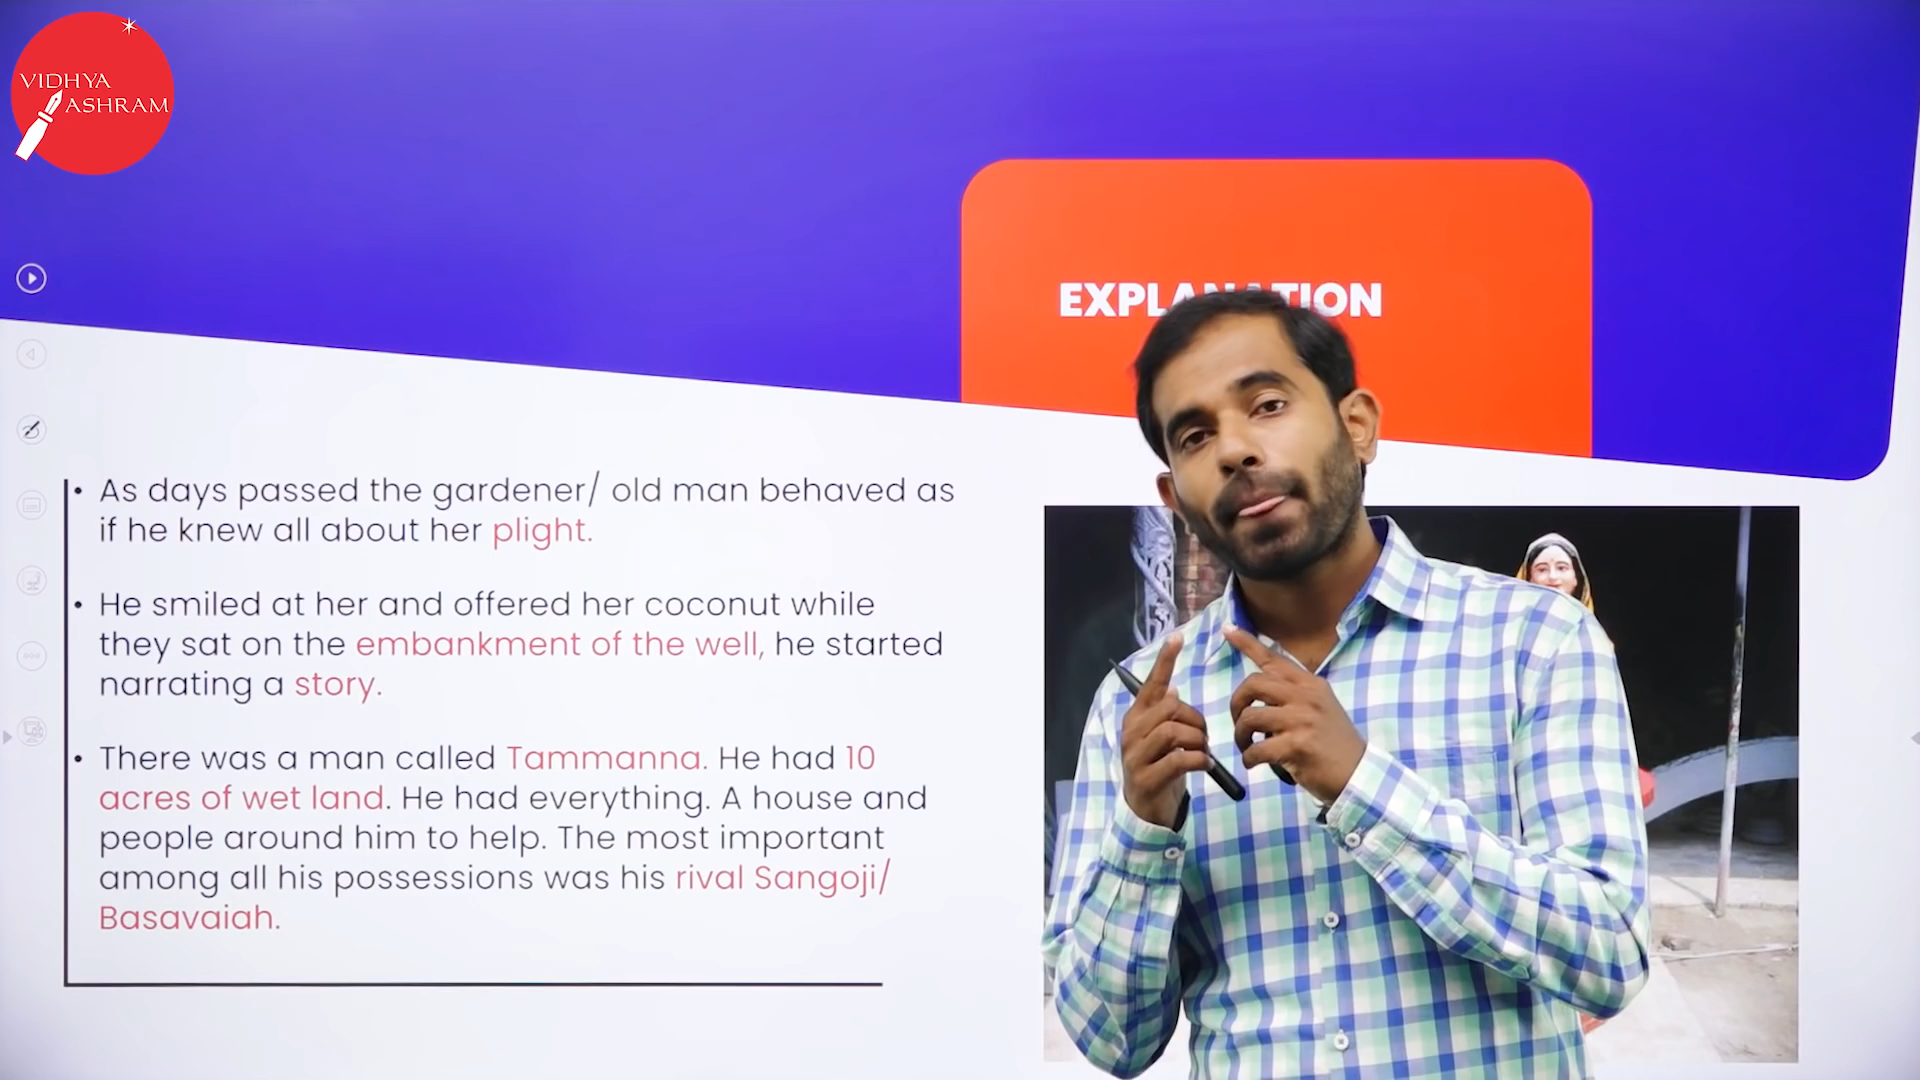 VIDHYA
ASHRAM
EXPLANATION
• As days passed the gardener/ old man behaved as
if he knew all about her plight.
• He smiled at her and offered her coconut while
they sat on the embankment of the well, he started
narrating a story.
• There was a man called Tammanna. He had 10
acres of wet land. He had everything. A house and
people around him to help. The most important
among all his possessions was his rival Sangoji/
Basavaiah.